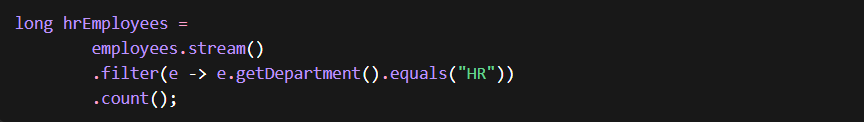 long hrEmployees =
        employees.stream()
        .filter(e -> e.getDepartment().equals("HR"))
        .count();